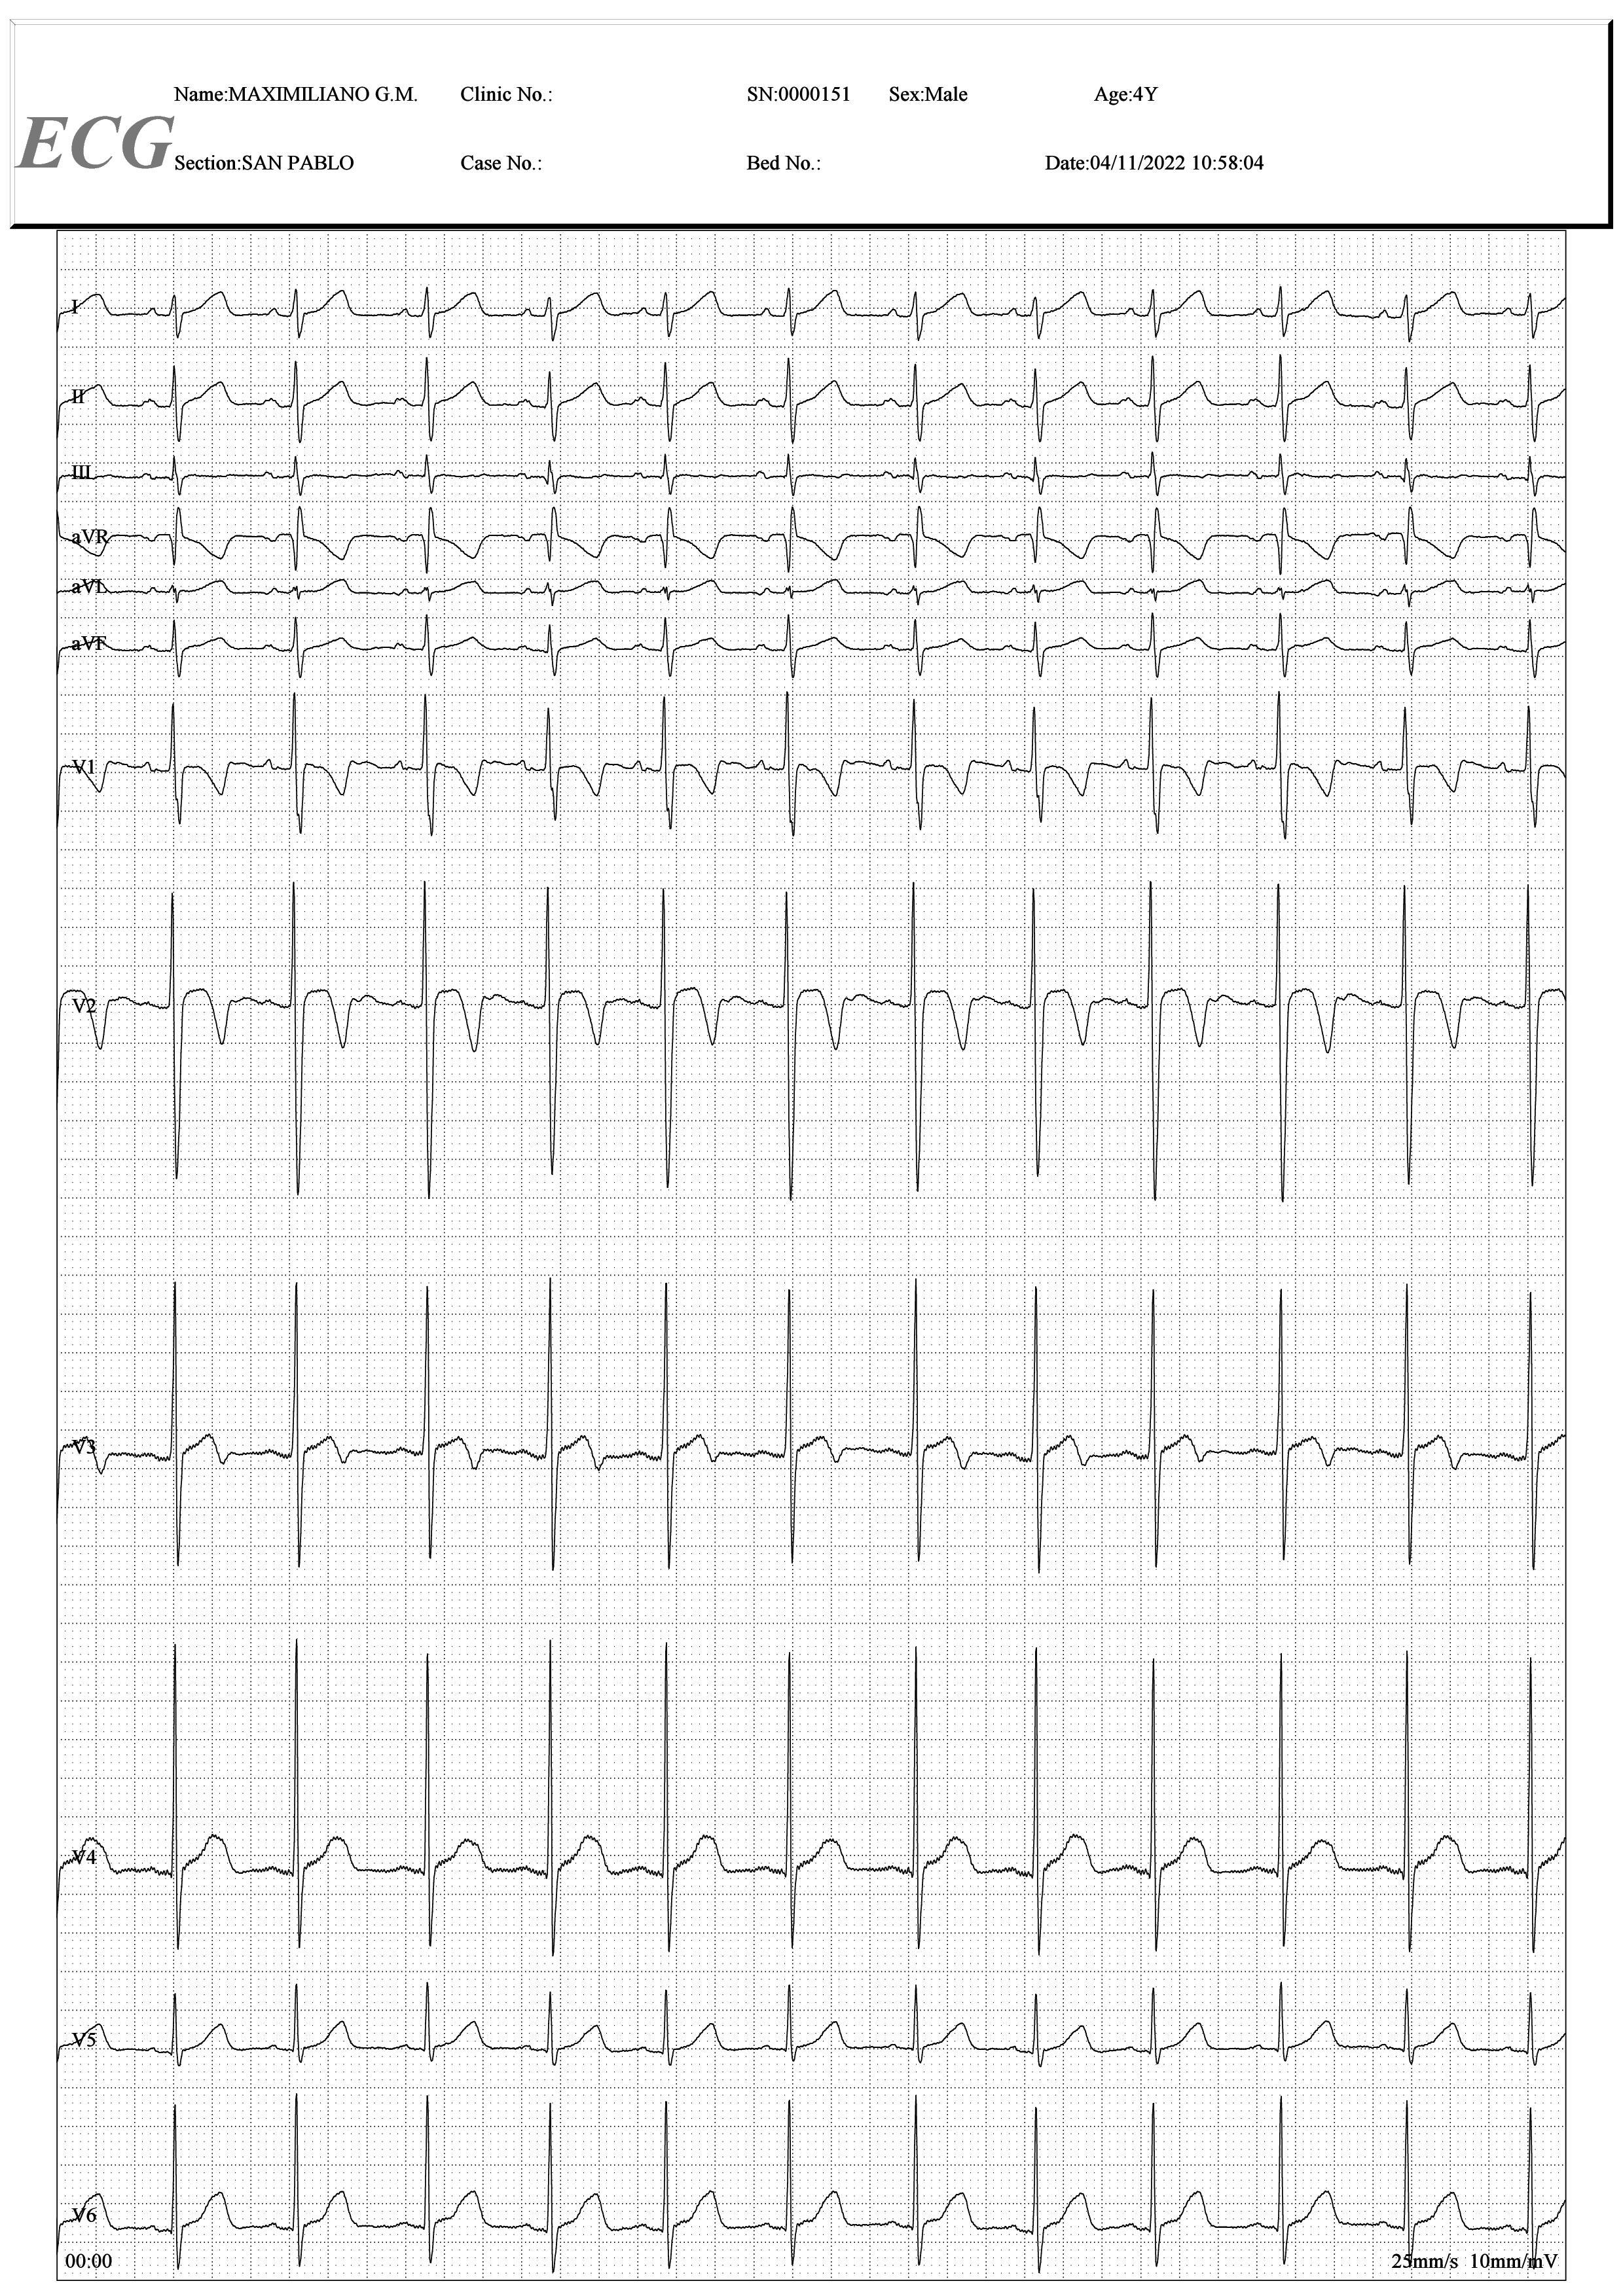 Name:MAXIMILIANO G.M. Clinic No.: SN:0000151 Sex:Male Age:4Y
ECG
Section:SAN PABLO Case No.: Bed No.: Date:04/11/2022 10:58:04
I
II
III
aVR
aVL
aVF
V1
V2
V3
V4
V5
V6
00:00 25mm/s 10mm/mV